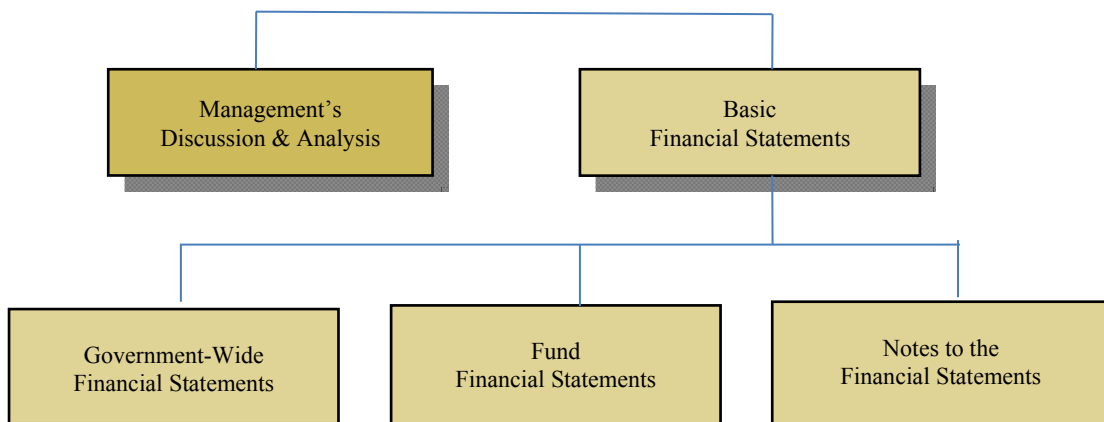 Management’s
Discussion & Analysis
Basic
Financial Statements
Government-Wide
Financial Statements
Fund
Financial Statements
Notes to the
Financial Statements